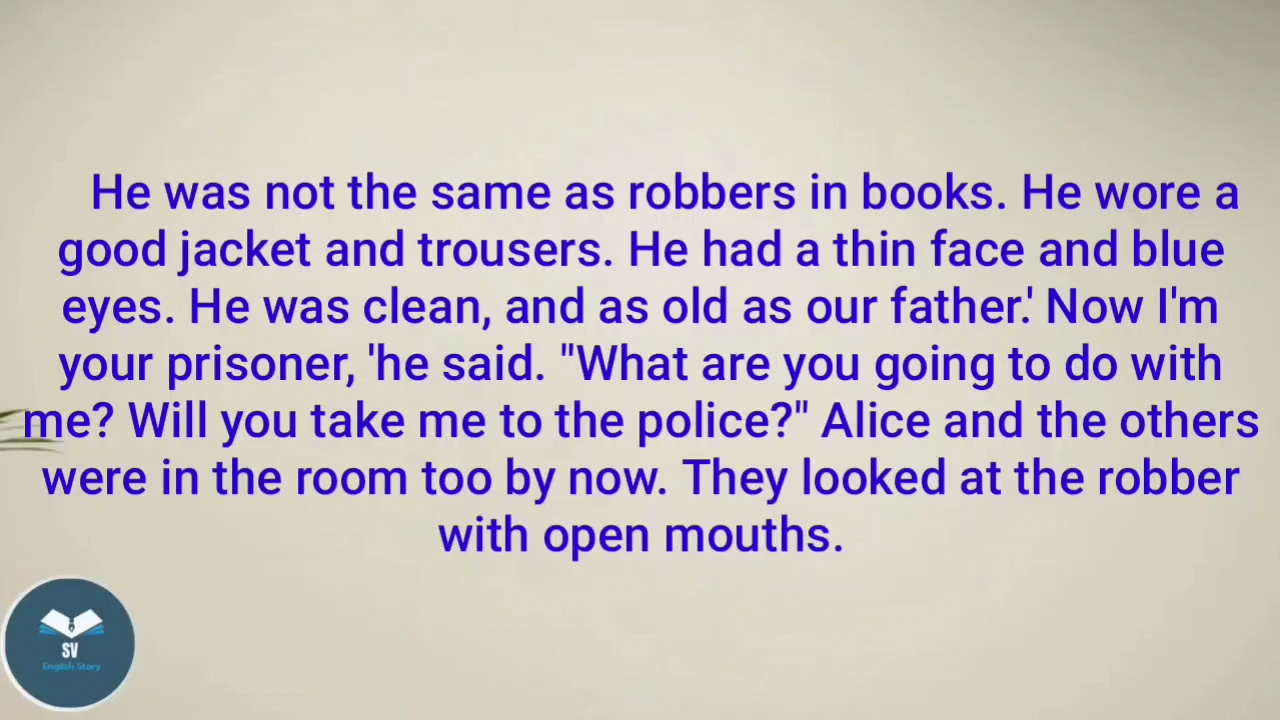 He was not the same as robbers in books. He wore a
good jacket and trousers. He had a thin face and blue
eyes. He was clean, and as old as our father.' Now I'm
your prisoner, 'he said. "What are you going to do with
me? Will you take me to the police?" Alice and the others
were in the room too by now. They looked at the robber
with open mouths.
SV
English Story